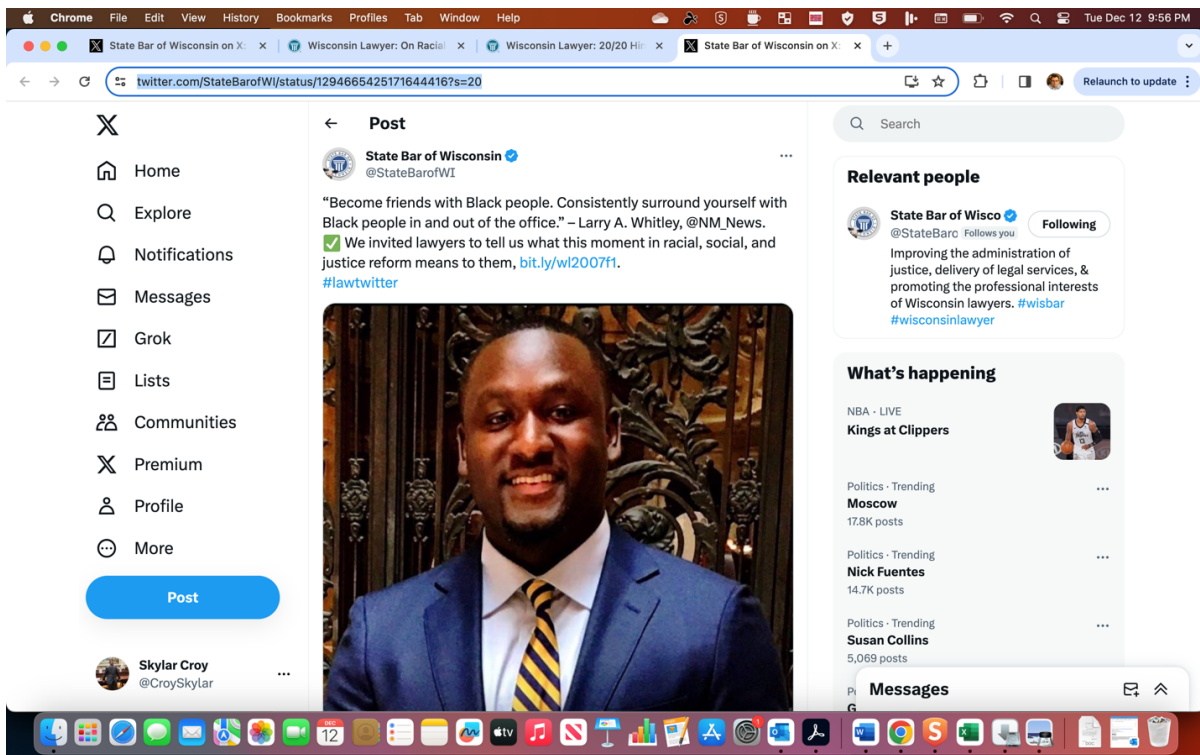 Chrome File Edit View History Bookmarks Profiles Tab Window Help Tue Dec 12 9:56 PM
State Bar of Wisconsin on X: Wisconsin Lawyer: On Racial Wisconsin Lawyer: 20/20 Hin State Bar of Wisconsin on X:
twitter.com/StateBarofWI/status/1294665425171644416?s=20 Relaunch to update
Home
Explore
Notifications
Messages
Grok
Lists
Communities
Premium
Profile
More
Post
Skylar Croy
@CroySkylar
Post
State Bar of Wisconsin
@StateBarofWI
“Become friends with Black people. Consistently surround yourself with
Black people in and out of the office.” – Larry A. Whitley, @NM_News.
✅ We invited lawyers to tell us what this moment in racial, social, and
justice reform means to them, bit.ly/wl2007f1.
#lawtwitter
Search
Relevant people
State Bar of Wisco
@StateBarc Follows you
Following
Improving the administration of
justice, delivery of legal services, &
promoting the professional interests
of Wisconsin lawyers. #wisbar
#wisconsinlawyer
What’s happening
NBA · LIVE
Kings at Clippers
Politics · Trending
Moscow
17.8K posts
Politics · Trending
Nick Fuentes
14.7K posts
Politics · Trending
Susan Collins
5,069 posts
Messages
DEC
12
tv